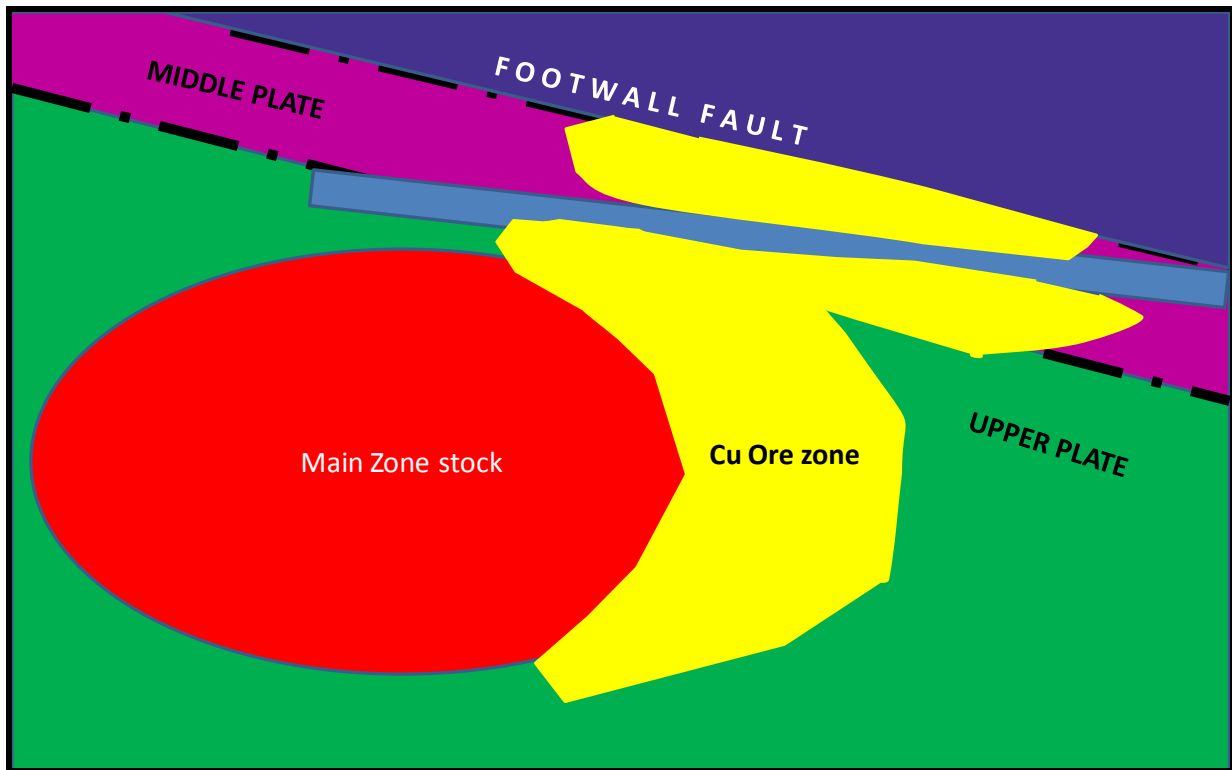 FOOTWALL FAULT
MIDDLE PLATE
UPPER PLATE
Main Zone stock
Cu Ore zone